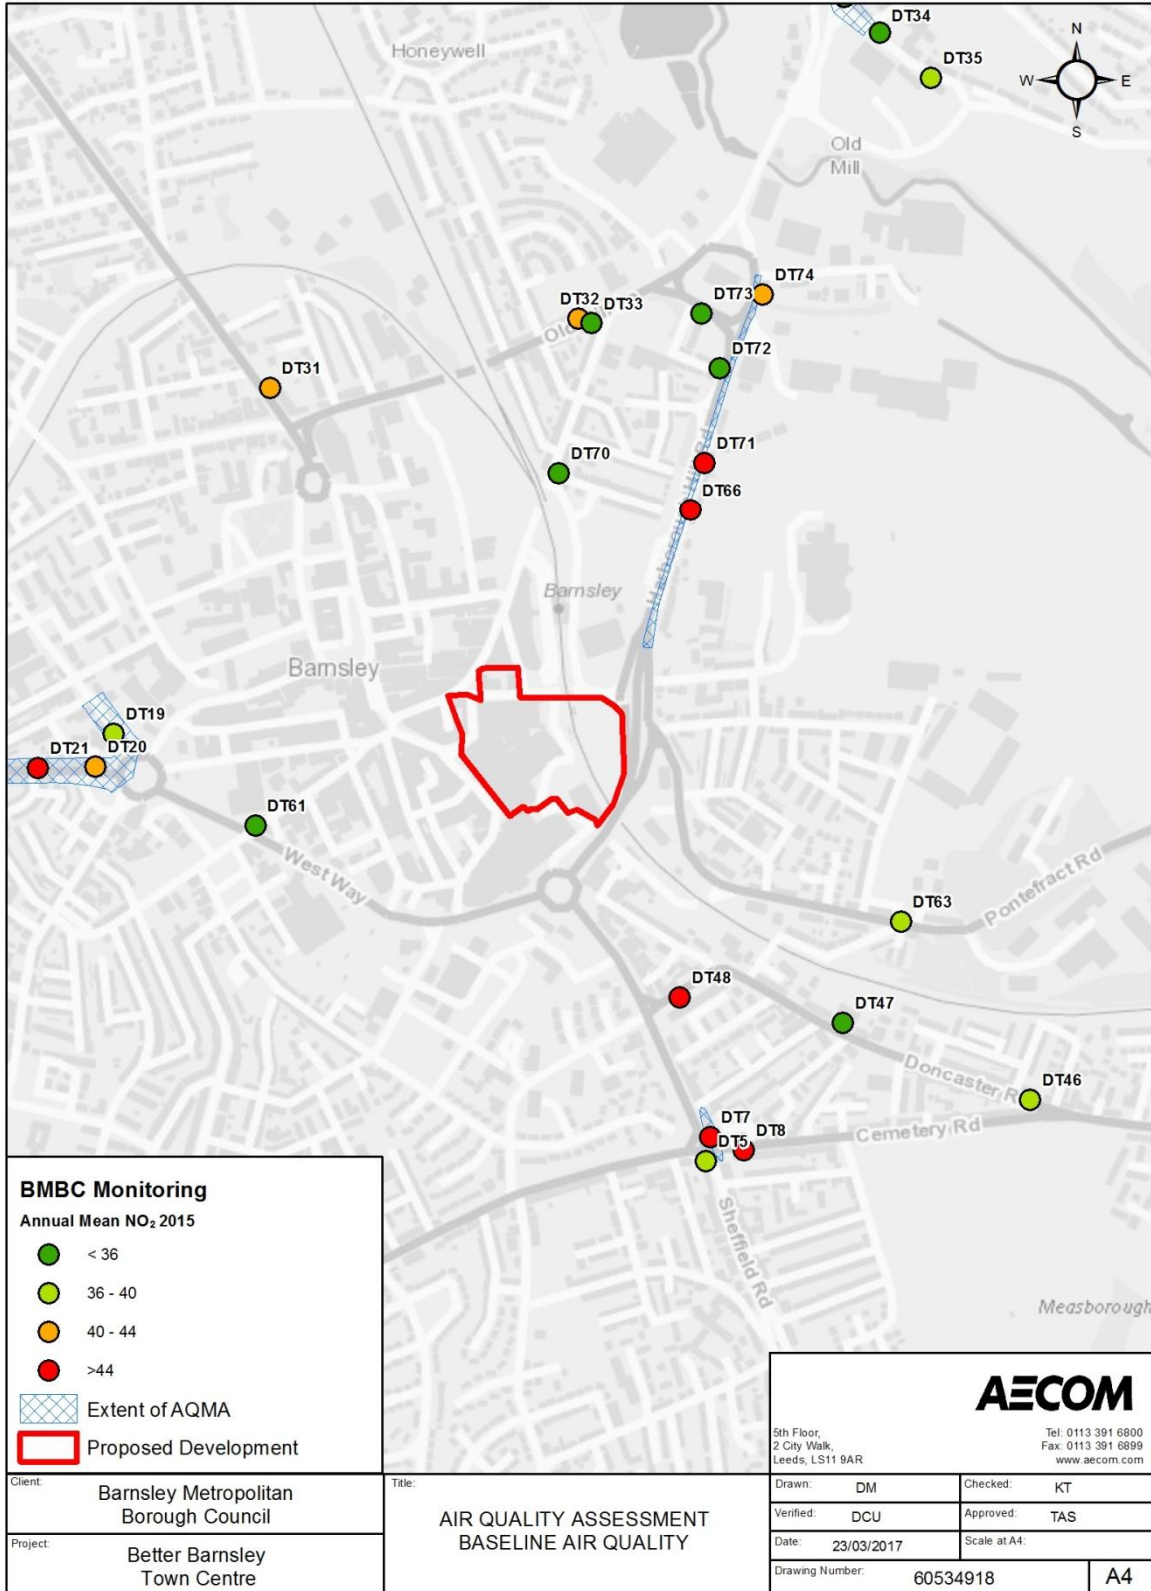 DT34
Honeywell
N
DT35
W
E
S
Old
Mill
DT74
DT73
DT32
DT33
DT72
DT31
DT71
DT70
DT66
Barnsley
Barnsley
DT19
DT21
DT20
DT61
West Way
DT63
Pontefract Rd
DT48
DT47
Doncaster R
DT46
DT7
DT8
DT5
Cemetery Rd
Sheffield Rd
Measborough
BMBC Monitoring
Annual Mean NO₂ 2015
< 36
36 - 40
40 - 44
>44
Extent of AQMA
Proposed Development
AECOM
5th Floor,
2 City Walk,
Leeds, LS11 9AR
Tel: 0113 391 6800
Fax: 0113 391 6899
www.aecom.com
Client:
Barnsley Metropolitan
Borough Council
Project:
Better Barnsley
Town Centre
Title:
AIR QUALITY ASSESSMENT
BASELINE AIR QUALITY
Drawn: DM
Checked: KT
Verified: DCU
Approved: TAS
Date: 23/03/2017
Scale at A4:
Drawing Number: 60534918
A4